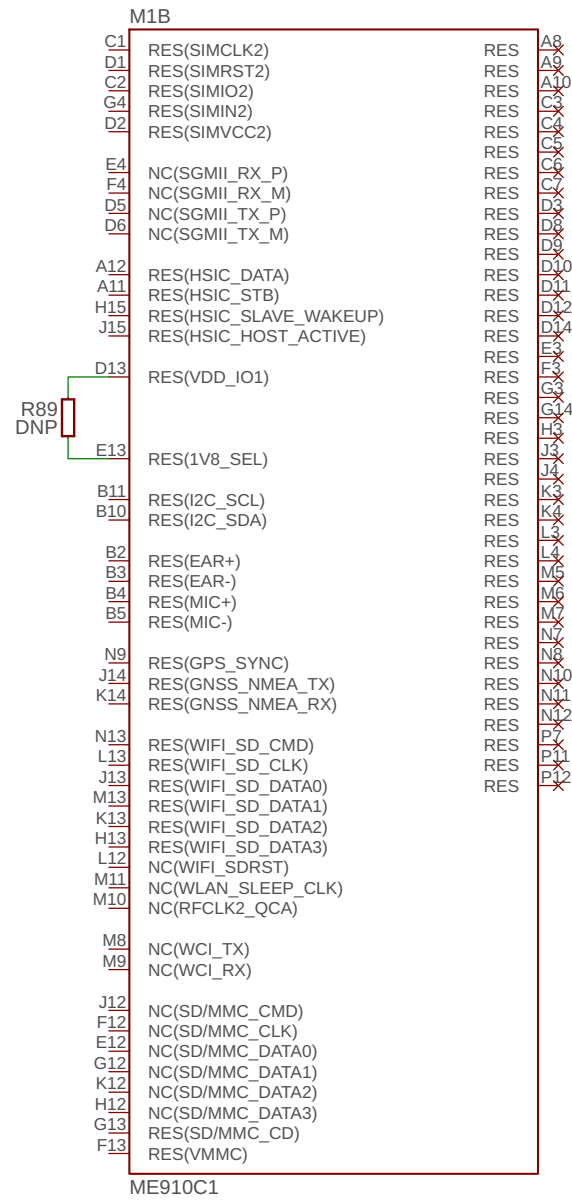 M1B
C1 RES(SIMCLK2) RES A8
D1 RES(SIMRST2) RES A9
C2 RES(SIMIO2) RES A10
G4 RES(SIMIN2) RES C3
D2 RES(SIMVCC2) RES C4
RES C5
E4 NC(SGMII_RX_P) RES C6
F4 NC(SGMII_RX_M) RES C7
D5 NC(SGMII_TX_P) RES D3
D6 NC(SGMII_TX_M) RES D8
RES D9
A12 RES(HSIC_DATA) RES D10
A11 RES(HSIC_STB) RES D11
H15 RES(HSIC_SLAVE_WAKEUP) RES D12
J15 RES(HSIC_HOST_ACTIVE) RES D14
RES E3
D13 RES(VDD_IO1) RES F3
RES G3
R89 RES G14
DNP RES H3
E13 RES(1V8_SEL) RES J3
RES J4
B11 RES(I2C_SCL) RES K3
B10 RES(I2C_SDA) RES K4
RES L3
B2 RES(EAR+) RES L4
B3 RES(EAR-) RES M5
B4 RES(MIC+) RES M6
B5 RES(MIC-) RES M7
RES N7
N9 RES(GPS_SYNC) RES N8
J14 RES(GNSS_NMEA_TX) RES N10
K14 RES(GNSS_NMEA_RX) RES N11
RES N12
N13 RES(WIFI_SD_CMD) RES P7
L13 RES(WIFI_SD_CLK) RES P11
J13 RES(WIFI_SD_DATA0) RES P12
M13 RES(WIFI_SD_DATA1)
K13 RES(WIFI_SD_DATA2)
H13 RES(WIFI_SD_DATA3)
L12 NC(WIFI_SDRST)
M11 NC(WLAN_SLEEP_CLK)
M10 NC(RFCLK2_QCA)
M8 NC(WCI_TX)
M9 NC(WCI_RX)
J12 NC(SD/MMC_CMD)
F12 NC(SD/MMC_CLK)
E12 NC(SD/MMC_DATA0)
G12 NC(SD/MMC_DATA1)
K12 NC(SD/MMC_DATA2)
H12 NC(SD/MMC_DATA3)
G13 RES(SD/MMC_CD)
F13 RES(VMMC)
ME910C1